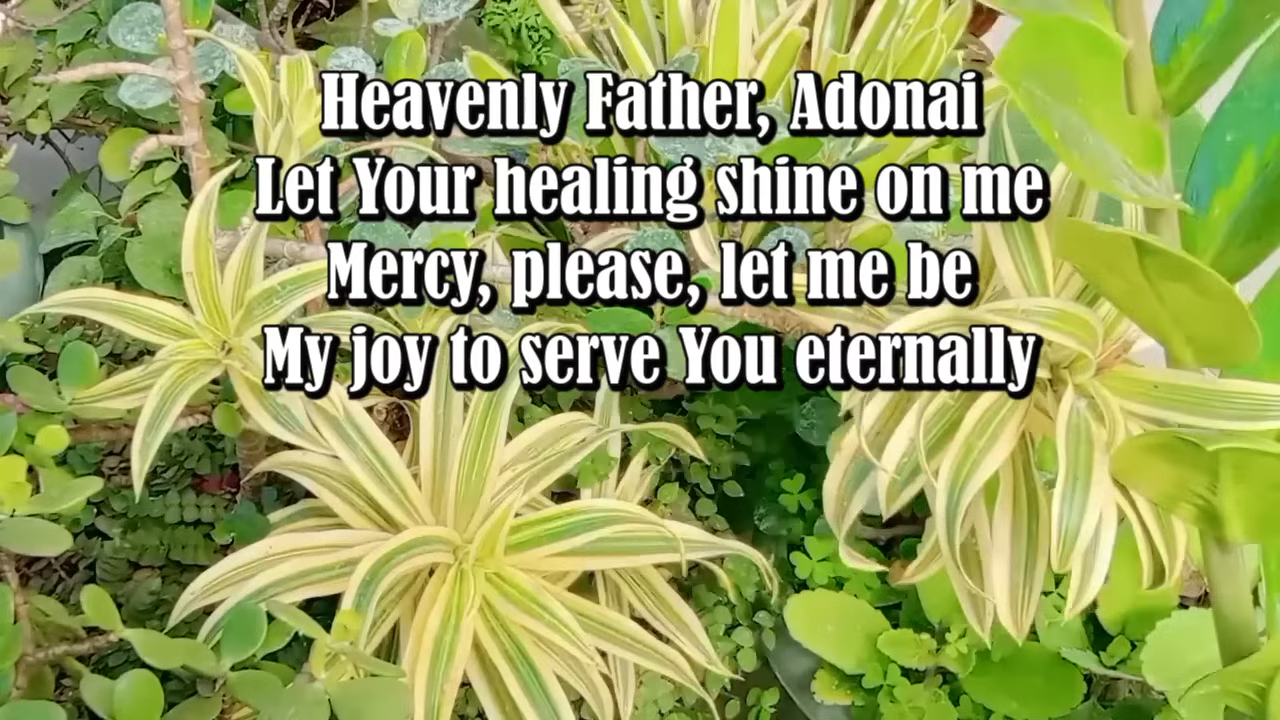 Heavenly Father, Adonai
Let Your healing shine on me
Mercy, please, let me be
My joy to serve You eternally